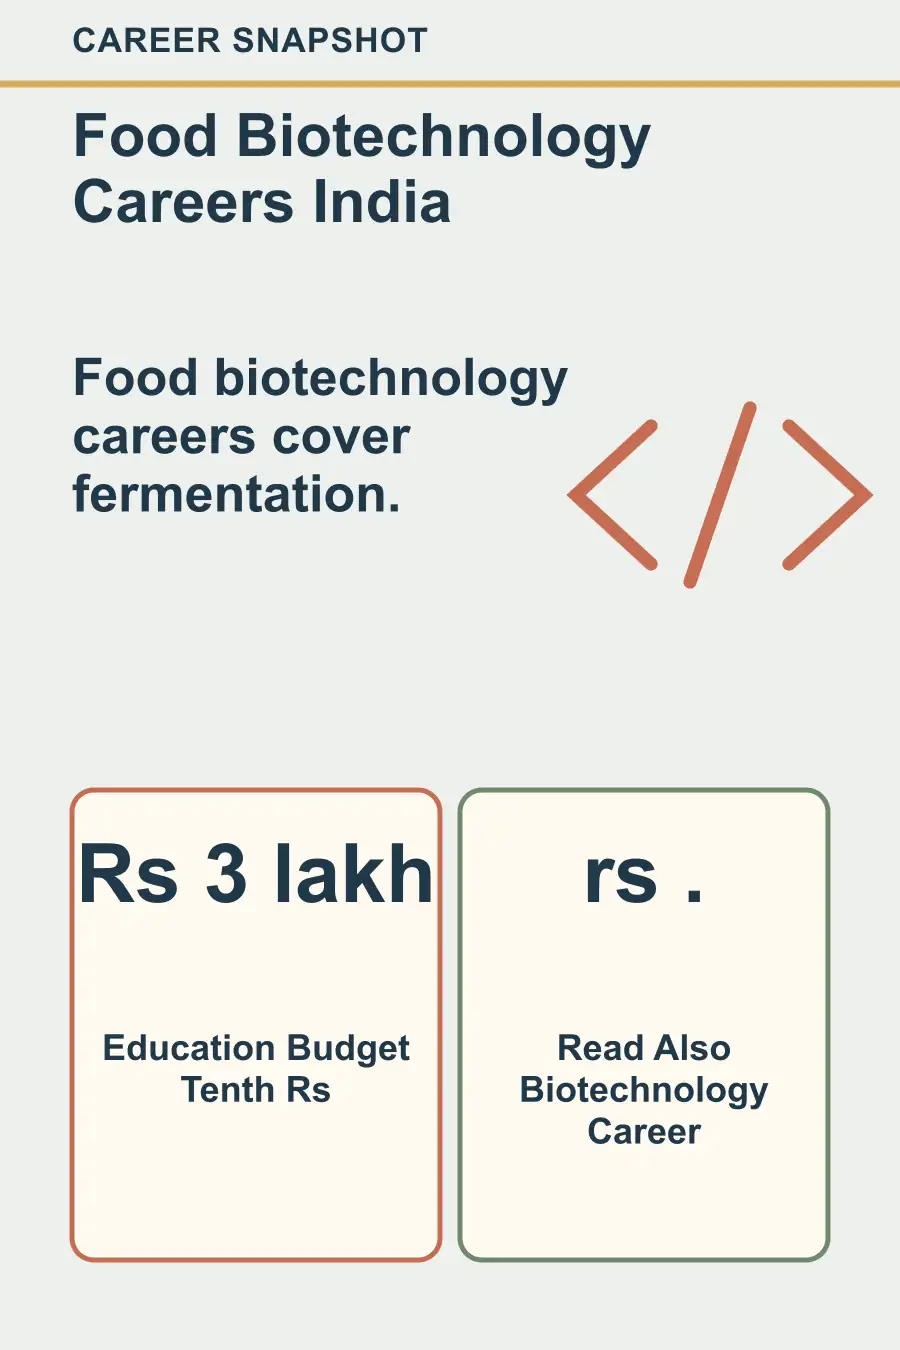 CAREER SNAPSHOT
Food Biotechnology
Careers India
Food biotechnology
careers cover
fermentation.
</>
Rs 3 lakh
Education Budget
Tenth Rs
rs .
Read Also
Biotechnology
Career